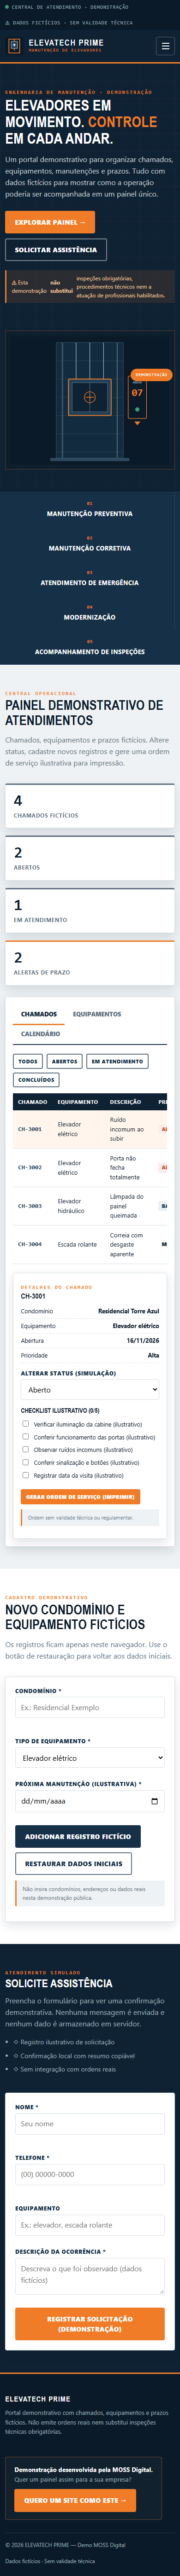 CENTRAL DE ATENDIMENTO • DEMONSTRAÇÃO
⚠ DADOS FICTÍCIOS • SEM VALIDADE TÉCNICA
ELEVATECH PRIME
MANUTENÇÃO DE ELEVADORES
ENGENHARIA DE MANUTENÇÃO · DEMONSTRAÇÃO
ELEVADORES EM
MOVIMENTO. CONTROLE
EM CADA ANDAR.
Um portal demonstrativo para organizar chamados,
equipamentos, manutenções e prazos. Tudo com
dados fictícios para mostrar como a operação
poderia ser acompanhada em um painel único.
EXPLORAR PAINEL →
SOLICITAR ASSISTÊNCIA
⚠ Esta demonstração não substitui inspeções obrigatórias, procedimentos técnicos nem a atuação de profissionais habilitados.
DEMONSTRAÇÃO
07
01
MANUTENÇÃO PREVENTIVA
02
MANUTENÇÃO CORRETIVA
03
ATENDIMENTO DE EMERGÊNCIA
04
MODERNIZAÇÃO
05
ACOMPANHAMENTO DE INSPEÇÕES
CENTRAL OPERACIONAL
PAINEL DEMONSTRATIVO DE
ATENDIMENTOS
Chamados, equipamentos e prazos fictícios. Altere
status, cadastre novos registros e gere uma ordem
de serviço ilustrativa para impressão.
4
CHAMADOS FICTÍCIOS
2
ABERTOS
1
EM ATENDIMENTO
2
ALERTAS DE PRAZO
CHAMADOS EQUIPAMENTOS
CALENDÁRIO
TODOS ABERTOS EM ATENDIMENTO
CONCLUÍDOS
CHAMADO EQUIPAMENTO DESCRIÇÃO
CH-3001 Elevador elétrico Ruído incomum ao subir
CH-3002 Elevador elétrico Porta não fecha totalmente
CH-3003 Elevador hidráulico Lâmpada do painel queimada
CH-3004 Escada rolante Correia com desgaste aparente
DETALHES DO CHAMADO
CH-3001
Condomínio Residencial Torre Azul
Equipamento Elevador elétrico
Abertura 16/11/2026
Prioridade Alta
ALTERAR STATUS (SIMULAÇÃO)
Aberto
CHECKLIST ILUSTRATIVO (0/5)
Verificar iluminação da cabine (ilustrativo)
Conferir funcionamento das portas (ilustrativo)
Observar ruídos incomuns (ilustrativo)
Conferir sinalização e botões (ilustrativo)
Registrar data da visita (ilustrativo)
GERAR ORDEM DE SERVIÇO (IMPRIMIR)
Ordem sem validade técnica ou regulamentar.
CADASTRO DEMONSTRATIVO
NOVO CONDOMÍNIO E
EQUIPAMENTO FICTÍCIOS
Os registros ficam apenas neste navegador. Use o
botão de restauração para voltar aos dados iniciais.
CONDOMÍNIO *
Ex.: Residencial Exemplo
TIPO DE EQUIPAMENTO *
Elevador elétrico
PRÓXIMA MANUTENÇÃO (ILUSTRATIVA) *
dd/mm/aaaa
ADICIONAR REGISTRO FICTÍCIO
RESTAURAR DADOS INICIAIS
Não insira condomínios, endereços ou dados reais
nesta demonstração pública.
ATENDIMENTO SIMULADO
SOLICITE ASSISTÊNCIA
Preencha o formulário para ver uma confirmação
demonstrativa. Nenhuma mensagem é enviada e
nenhum dado é armazenado em servidor.
• ◇ Registro ilustrativo de solicitação
• ◇ Confirmação local com resumo copiável
• ◇ Sem integração com ordens reais
NOME *
Seu nome
TELEFONE *
(00) 00000-0000
EQUIPAMENTO
Ex.: elevador, escada rolante
DESCRIÇÃO DA OCORRÊNCIA *
Descreva o que foi observado (dados
fictícios)
REGISTRAR SOLICITAÇÃO
(DEMONSTRAÇÃO)
ELEVATECH PRIME
Portal demonstrativo com chamados, equipamentos e prazos
fictícios. Não emite ordens reais nem substitui inspeções
técnicas obrigatórias.
Demonstração desenvolvida pela MOSS Digital.
Quer um painel assim para a sua empresa?
QUERO UM SITE COMO ESTE →
© 2026 ELEVATECH PRIME — Demo MOSS Digital
Dados fictícios · Sem validade técnica